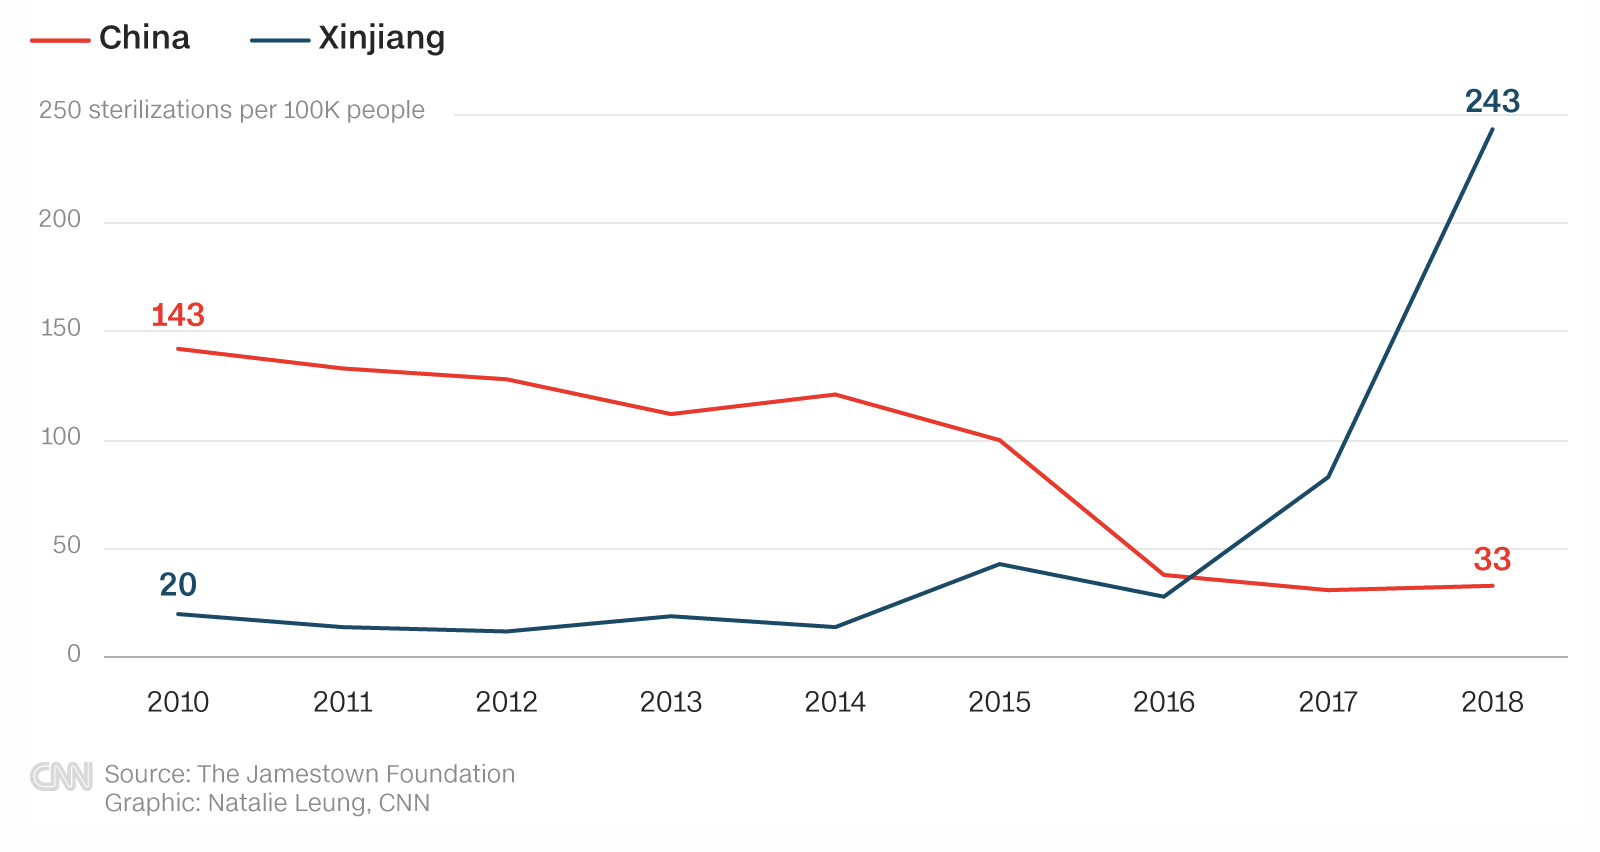 China Xinjiang
250 sterilizations per 100K people
243
200
143
150
100
50
33
20
0
2010 2011 2012 2013 2014 2015 2016 2017 2018
CNN Source: The Jamestown Foundation
Graphic: Natalie Leung, CNN